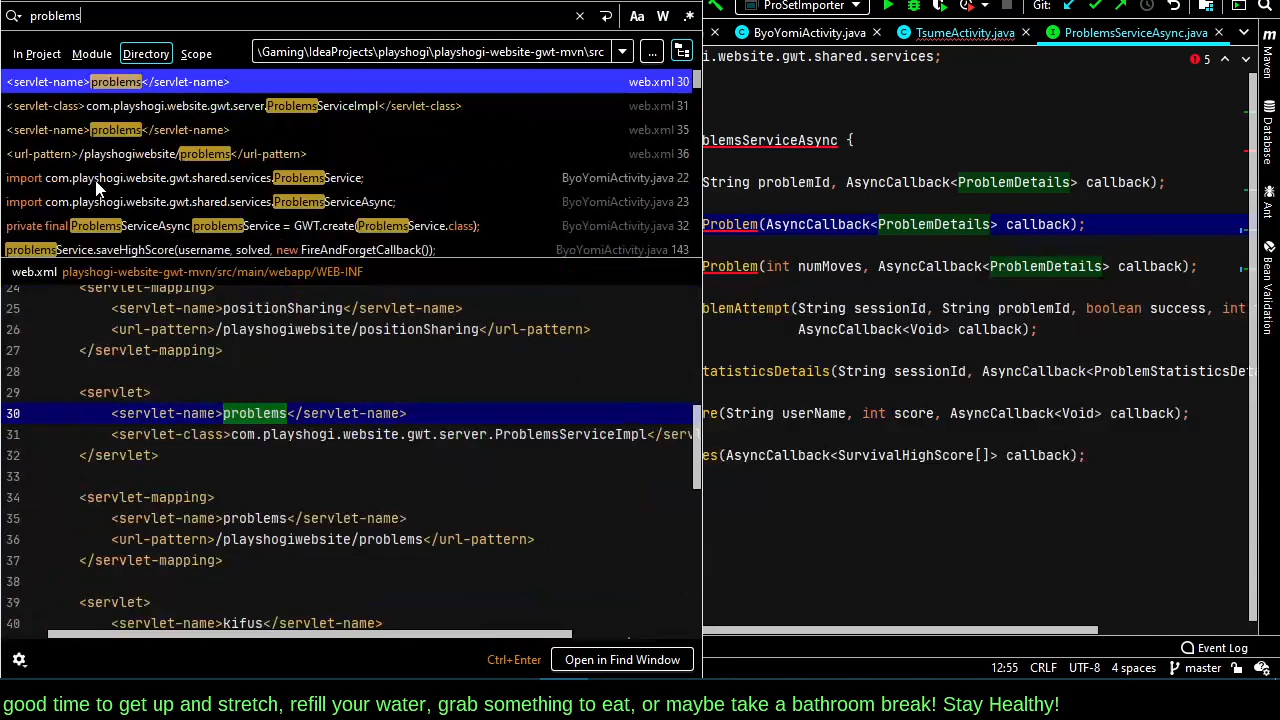 problems
Aa W .*
In Project Module Directory Scope \Gaming\IdeaProjects\playshogi\playshogi-website-gwt-mvn\src ...
<servlet-name>problems</servlet-name> web.xml 30
<servlet-class>com.playshogi.website.gwt.server.ProblemsServiceImpl</servlet-class> web.xml 31
<servlet-name>problems</servlet-name> web.xml 35
<url-pattern>/playshogiwebsite/problems</url-pattern> web.xml 36
import com.playshogi.website.gwt.shared.services.ProblemsService; ByoYomiActivity.java 22
import com.playshogi.website.gwt.shared.services.ProblemsServiceAsync; ByoYomiActivity.java 23
private final ProblemsServiceAsync problemsService = GWT.create(ProblemsService.class); ByoYomiActivity.java 32
problemsService.saveHighScore(username, solved, new FireAndForgetCallback()); ByoYomiActivity.java 143
web.xml playshogi-website-gwt-mvn/src/main/webapp/WEB-INF
24 <servlet-mapping>
25 <servlet-name>positionSharing</servlet-name>
26 <url-pattern>/playshogiwebsite/positionSharing</url-pattern>
27 </servlet-mapping>
28
29 <servlet>
30 <servlet-name>problems</servlet-name>
31 <servlet-class>com.playshogi.website.gwt.server.ProblemsServiceImpl</servl
32 </servlet>
33
34 <servlet-mapping>
35 <servlet-name>problems</servlet-name>
36 <url-pattern>/playshogiwebsite/problems</url-pattern>
37 </servlet-mapping>
38
39 <servlet>
40 <servlet-name>kifus</servlet-name>
Ctrl+Enter Open in Find Window
ProSetImporter Git:
ByoYomiActivity.java TsumeActivity.java ProblemsServiceAsync.java
i.website.gwt.shared.services; 5
blemsServiceAsync {
String problemId, AsyncCallback<ProblemDetails> callback);
Problem(AsyncCallback<ProblemDetails> callback);
Problem(int numMoves, AsyncCallback<ProblemDetails> callback);
blemAttempt(String sessionId, String problemId, boolean success, int
AsyncCallback<Void> callback);
tatisticsDetails(String sessionId, AsyncCallback<ProblemStatisticsDeta
re(String userName, int score, AsyncCallback<Void> callback);
es(AsyncCallback<SurvivalHighScore[]> callback);
Maven
Database
Ant
Bean Validation
Event Log
12:55 CRLF UTF-8 4 spaces master
good time to get up and stretch, refill your water, grab something to eat, or maybe take a bathroom break! Stay Healthy!